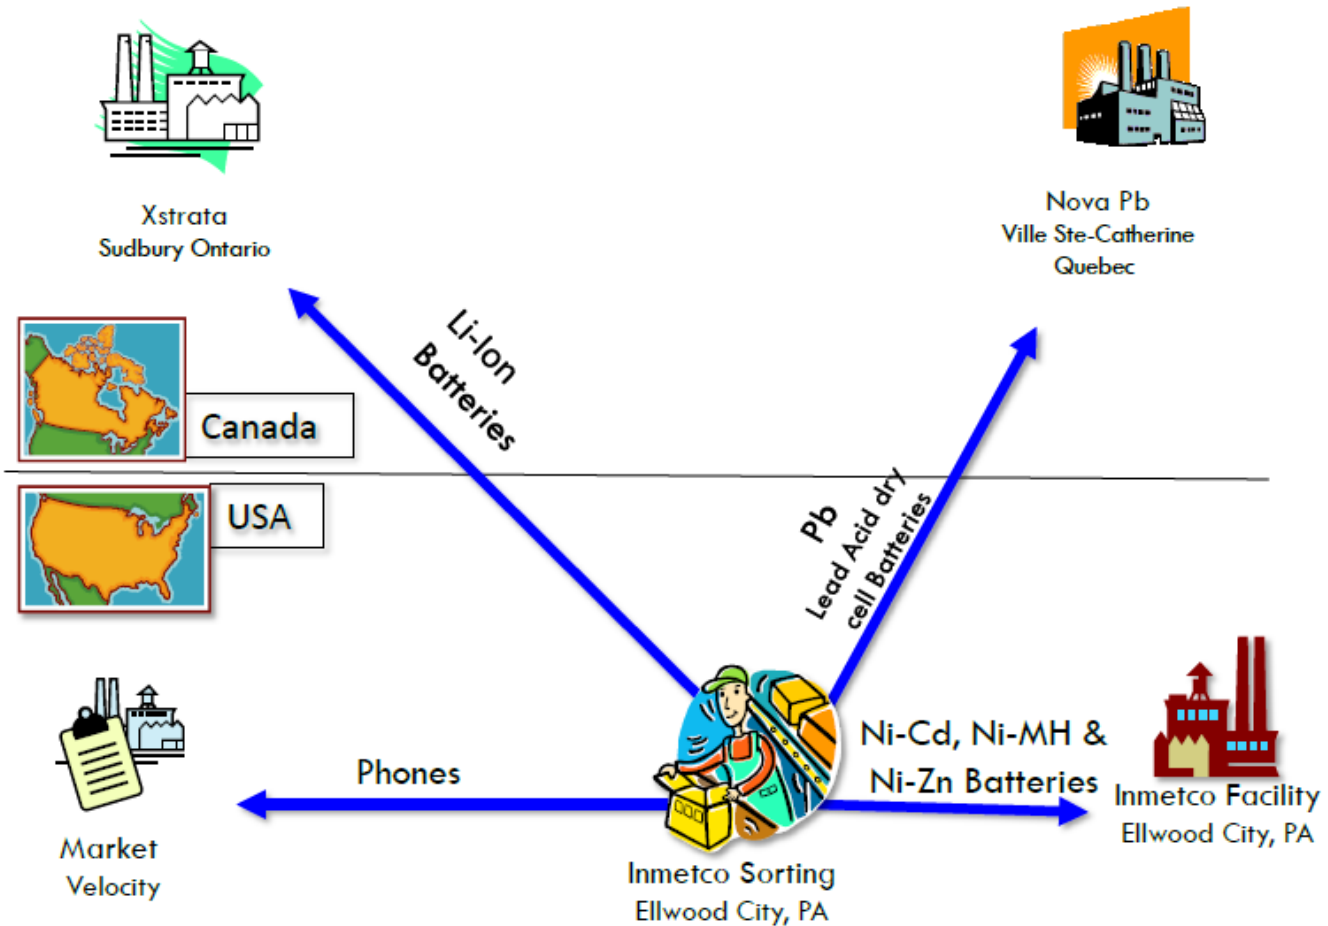 Xstrata
Sudbury Ontario
Nova Pb
Ville Ste-Catherine
Quebec
Li-Ion
Batteries
Canada
USA
Pb
Lead Acid dry
cell Batteries
Phones
Ni-Cd, Ni-MH &
Ni-Zn Batteries
Inmetco Facility
Ellwood City, PA
Market
Velocity
Inmetco Sorting
Ellwood City, PA